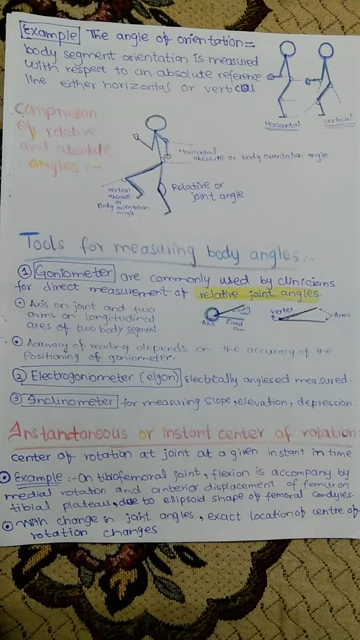 Example The angle of orientation =
body segment orientation is measured
with respect to an absolute reference
line either horizontal or vertical
Horizontal
vertical
Comparison
of relative
and absolute
angles :-
Horizontal
absolute or body orientation angle
vertical
absolute
or
Body orientation
angle
Relative or
joint angle
Tools for measuring body angles :-
① Goniometer are commonly used by clinicians
for direct measurement of relative joint angles.
Axis on joint and two
arms on longitudinal
axes of two body segment
Axis
arm
vertex
Arms
Accuracy of reading depends on the accuracy of the
Positioning of goniometer.
② Electrogoniometer (elgon) Electrically angles measured
③ Inclinometer for measuring slope, elevation, depression.
Anstanstaneous or instant center of rotation
center of rotation at joint at a given instant in time
Example :- On tibiofemoral joint, flexion is accompany by
medial rotation and anterior displacement of femur on
tibial plateau, due to ellipsoid shape of femoral condyles.
With change in joint angles, exact location of centre of
rotation changes